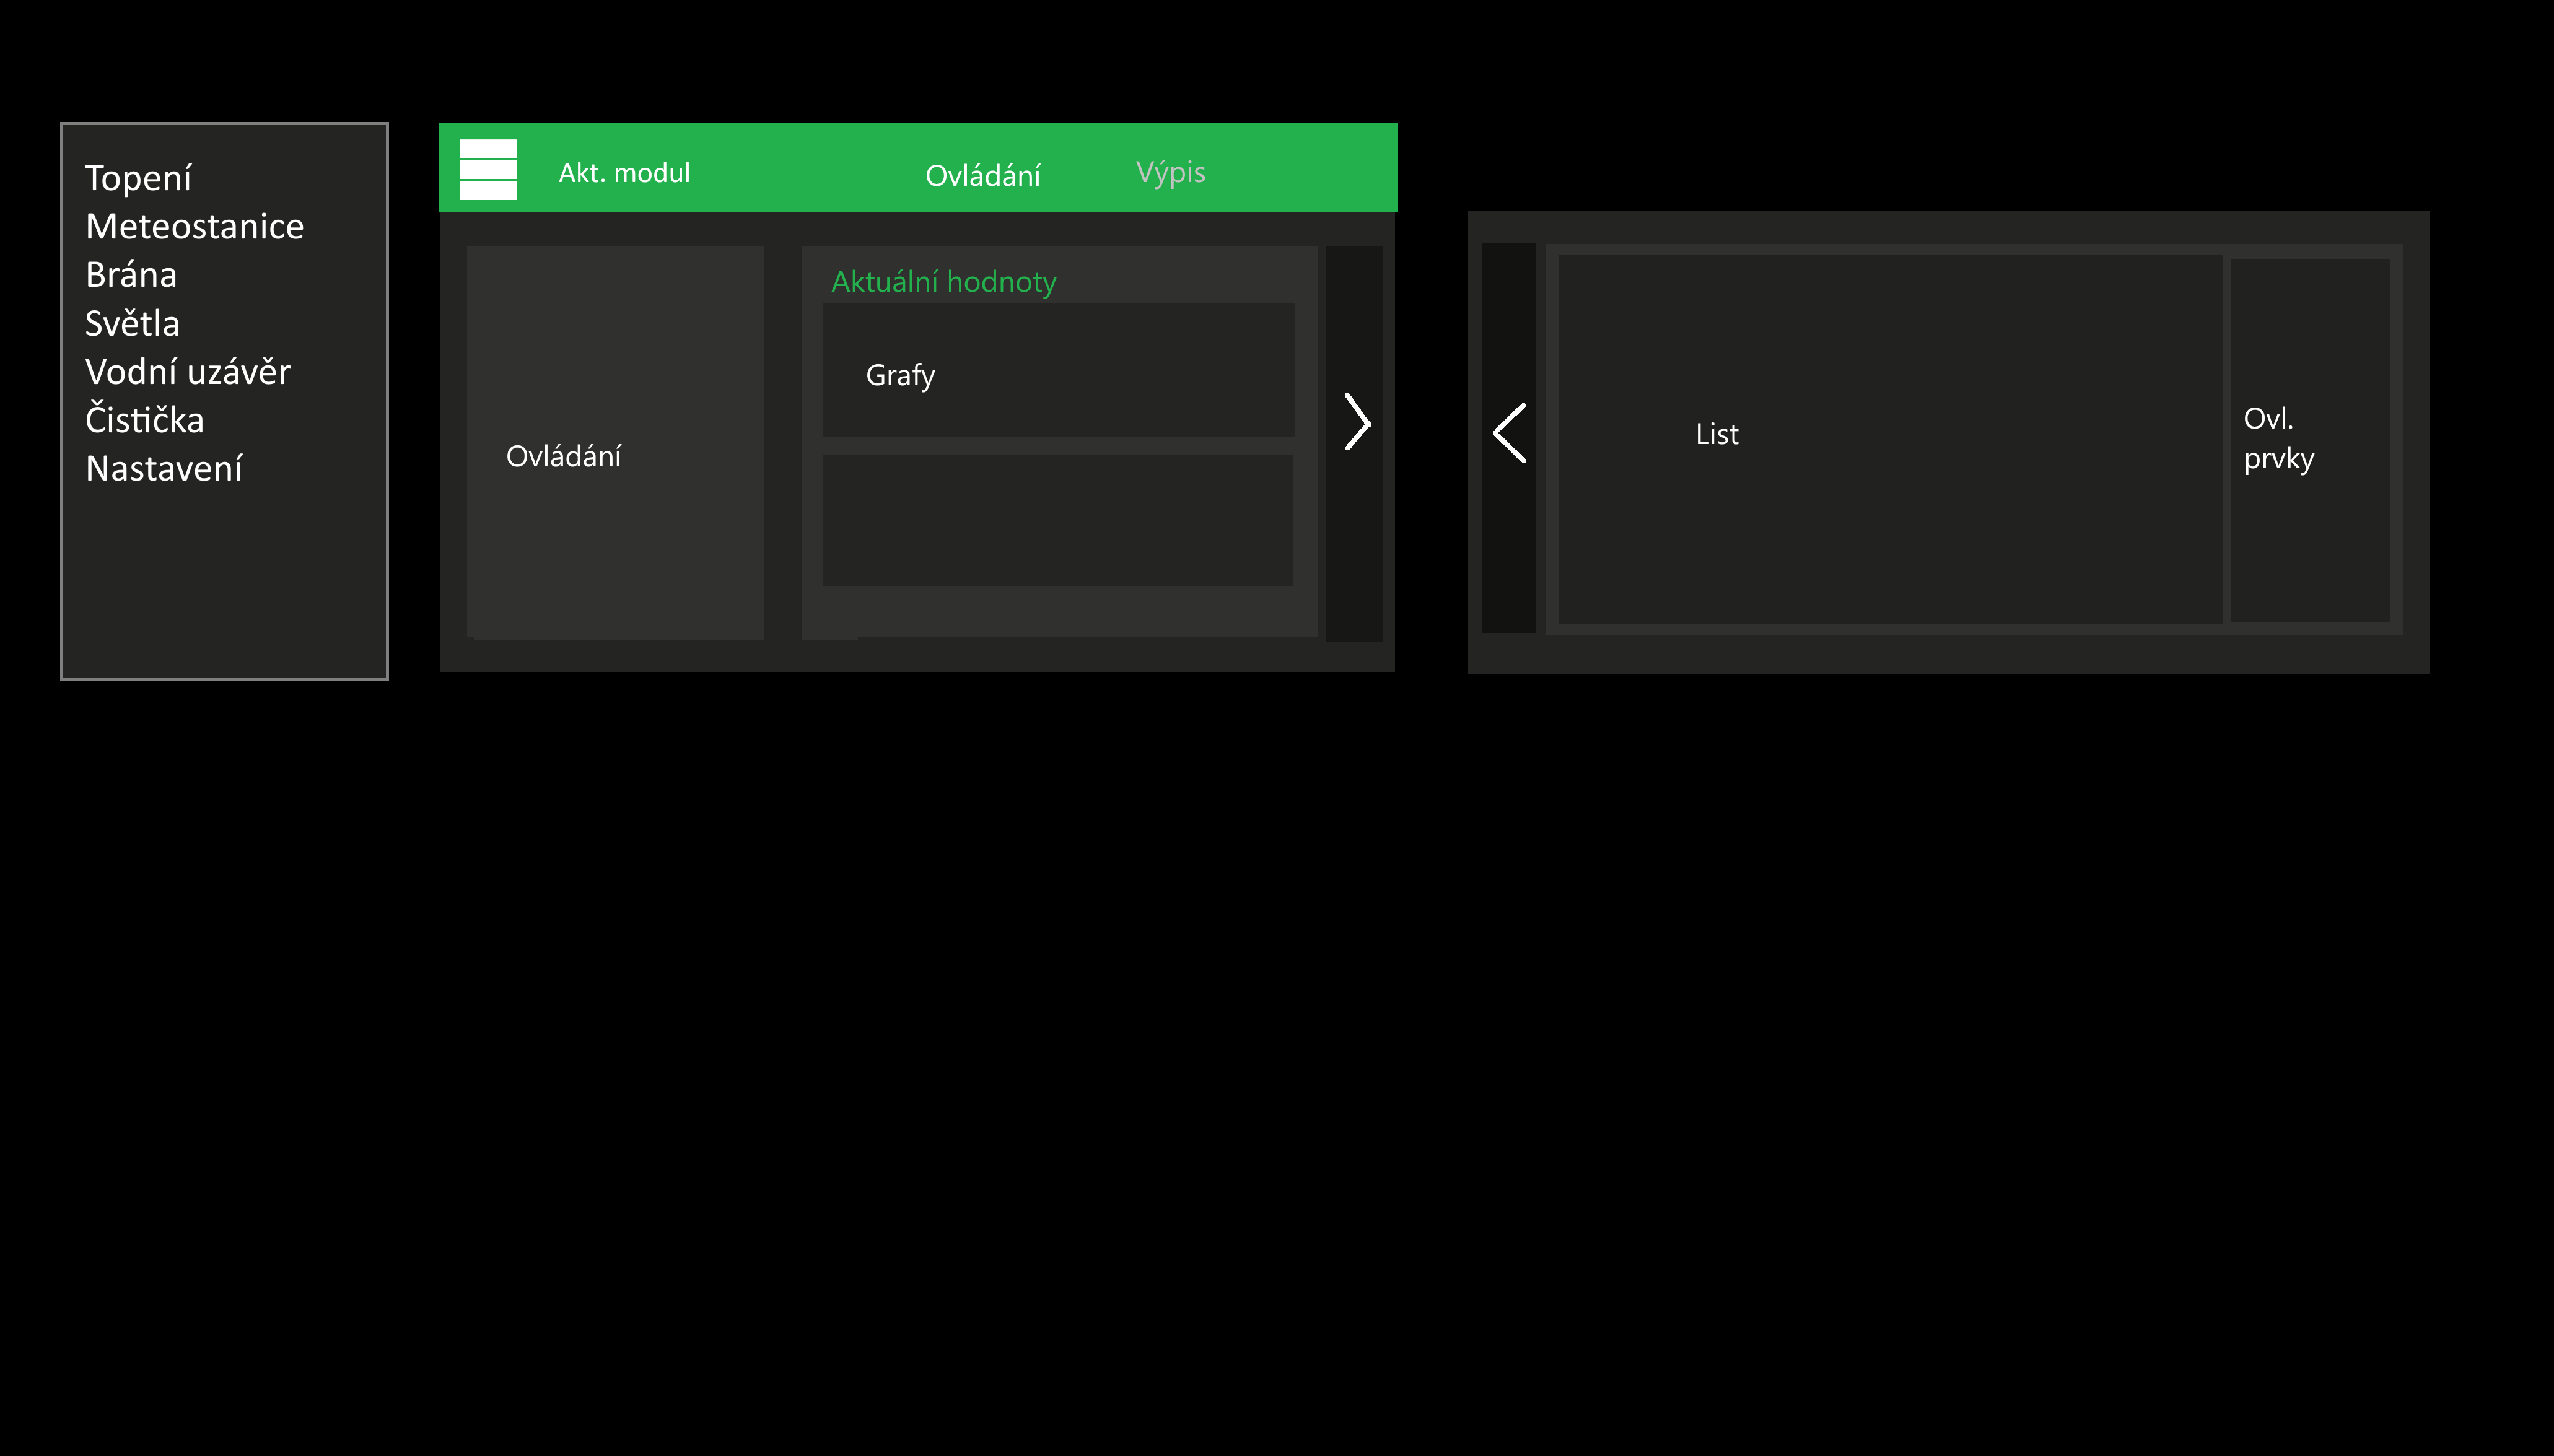 Topení
Meteostanice
Brána
Světla
Vodní uzávěr
Čistička
Nastavení
Akt. modul
Ovládání
Výpis
Ovládání
Aktuální hodnoty
Grafy
List
Ovl.
prvky